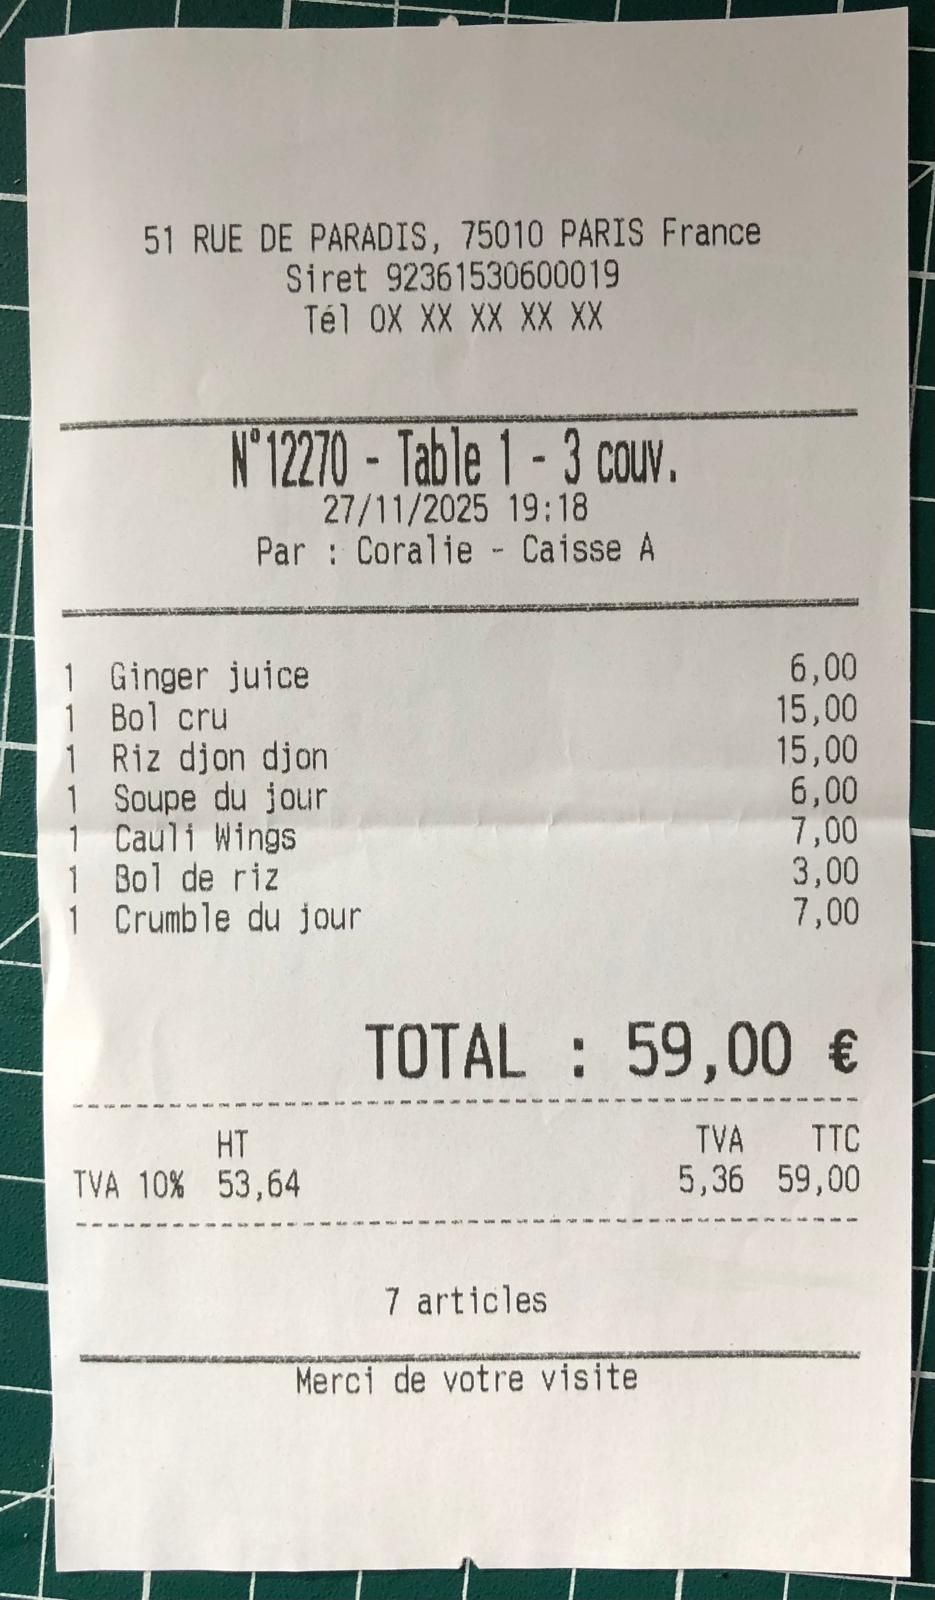 51 RUE DE PARADIS, 75010 PARIS France
Siret 92361530600019
Tél 0X XX XX XX XX
N°12270 - Table 1 - 3 couv.
27/11/2025 19:18
Par : Coralie - Caisse A
1 Ginger juice 6,00
1 Bol cru 15,00
1 Riz djon djon 15,00
1 Soupe du jour 6,00
1 Cauli Wings 7,00
1 Bol de riz 3,00
1 Crumble du jour 7,00
TOTAL : 59,00 €
HT TVA TTC
TVA 10% 53,64 5,36 59,00
7 articles
Merci de votre visite